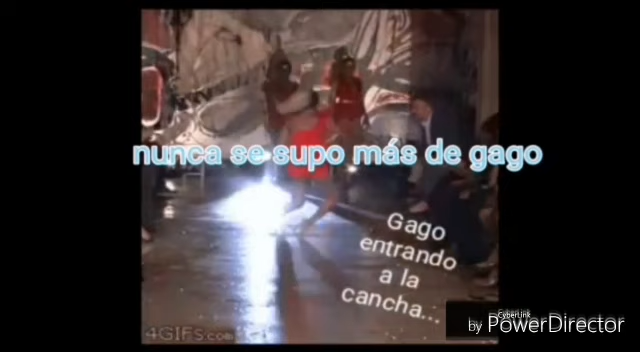 nunca se supo más de gago
Gago
entrando
a la
cancha...
4GIFS.com
CyberLink
by PowerDirector